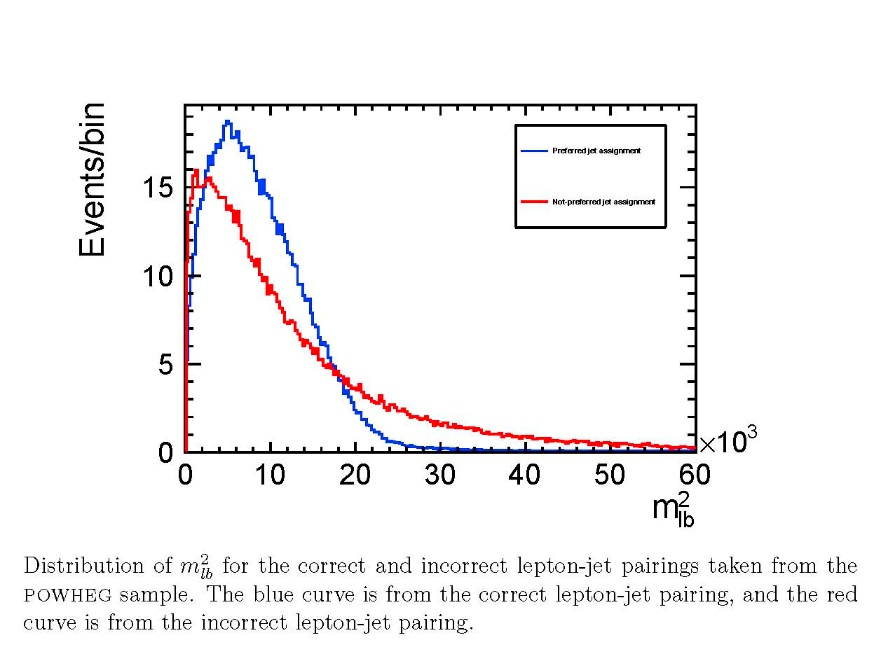 Events/bin
15
10
5
0
0 10 20 30 40 50 60
×10³
m²lb
Preferred jet assignment
Not-preferred jet assignment
Distribution of m²lb for the correct and incorrect lepton-jet pairings taken from the
POWHEG sample. The blue curve is from the correct lepton-jet pairing, and the red
curve is from the incorrect lepton-jet pairing.